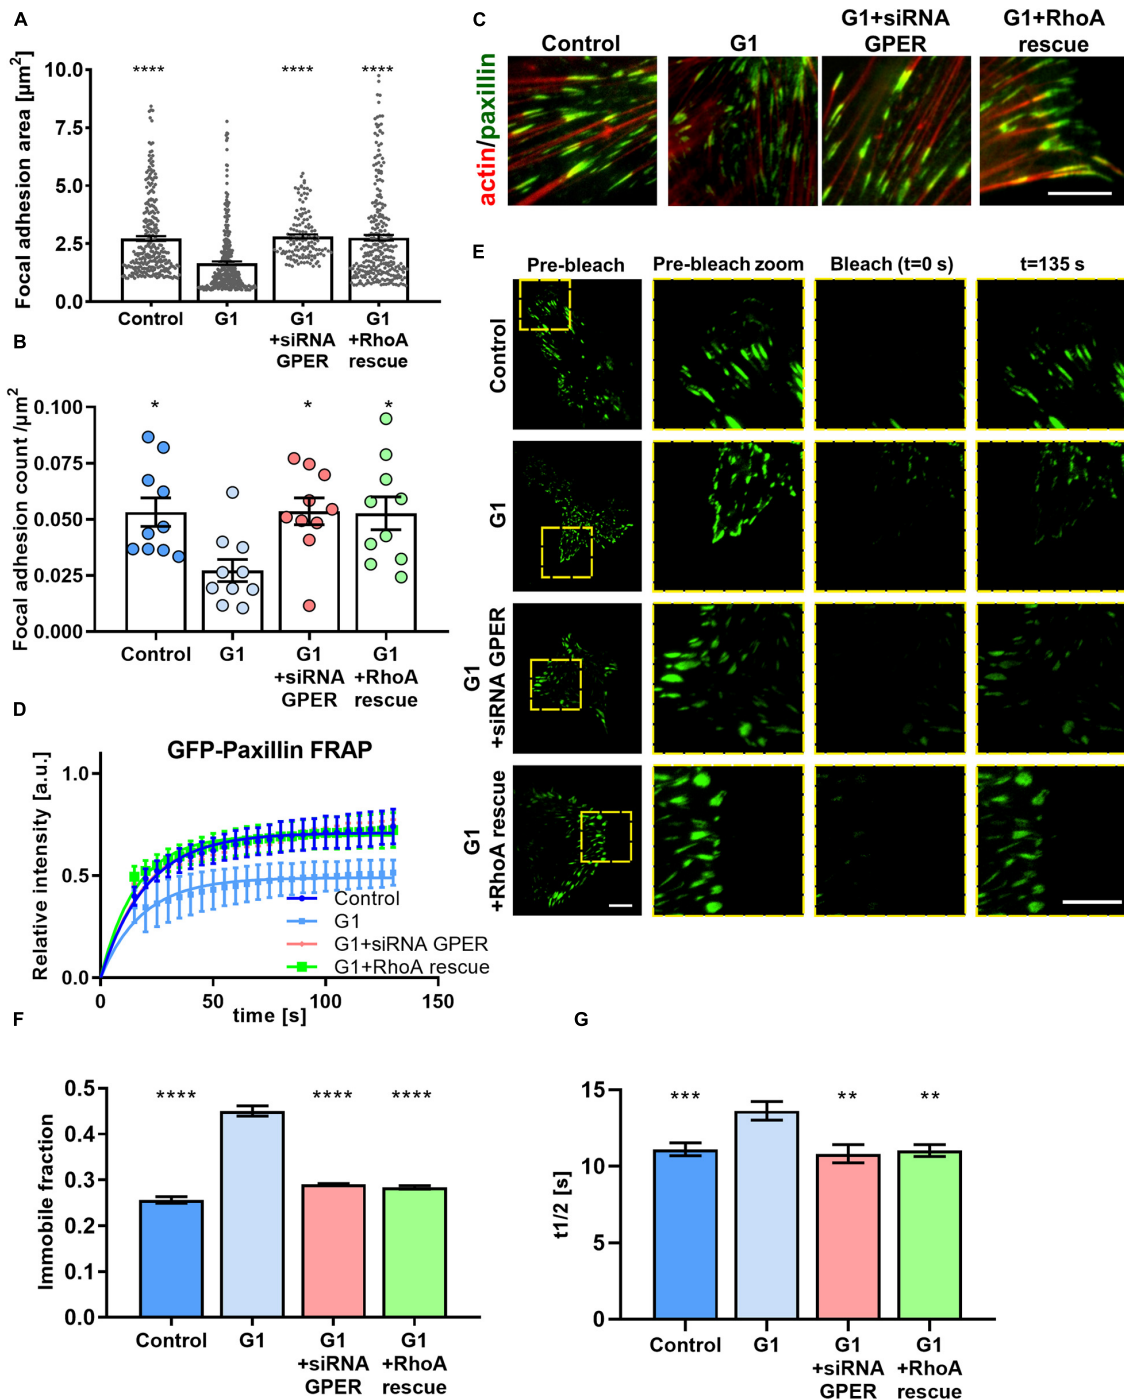 A
Focal adhesion area [µm²]
10.0
7.5
5.0
2.5
0.0
****
****
****
Control
G1
G1
+siRNA
GPER
G1
+RhoA
rescue
B
Focal adhesion count /µm²
0.100
0.075
0.050
0.025
0.000
*
*
*
Control
G1
G1
+siRNA
GPER
G1
+RhoA
rescue
C
actin/paxillin
Control
G1
G1+siRNA
GPER
G1+RhoA
rescue
D
GFP-Paxillin FRAP
Relative intensity [a.u.]
1.0
0.5
0.0
0
50
100
150
time [s]
Control
G1
G1+siRNA GPER
G1+RhoA rescue
E
Pre-bleach
Pre-bleach zoom
Bleach (t=0 s)
t=135 s
Control
G1
G1
+siRNA GPER
G1
+RhoA rescue
F
Immobile fraction
0.5
0.4
0.3
0.2
0.1
0.0
****
****
****
Control
G1
G1
+siRNA
GPER
G1
+RhoA
rescue
G
t1/2 [s]
15
10
5
0
***
**
**
Control
G1
G1
+siRNA
GPER
G1
+RhoA
rescue